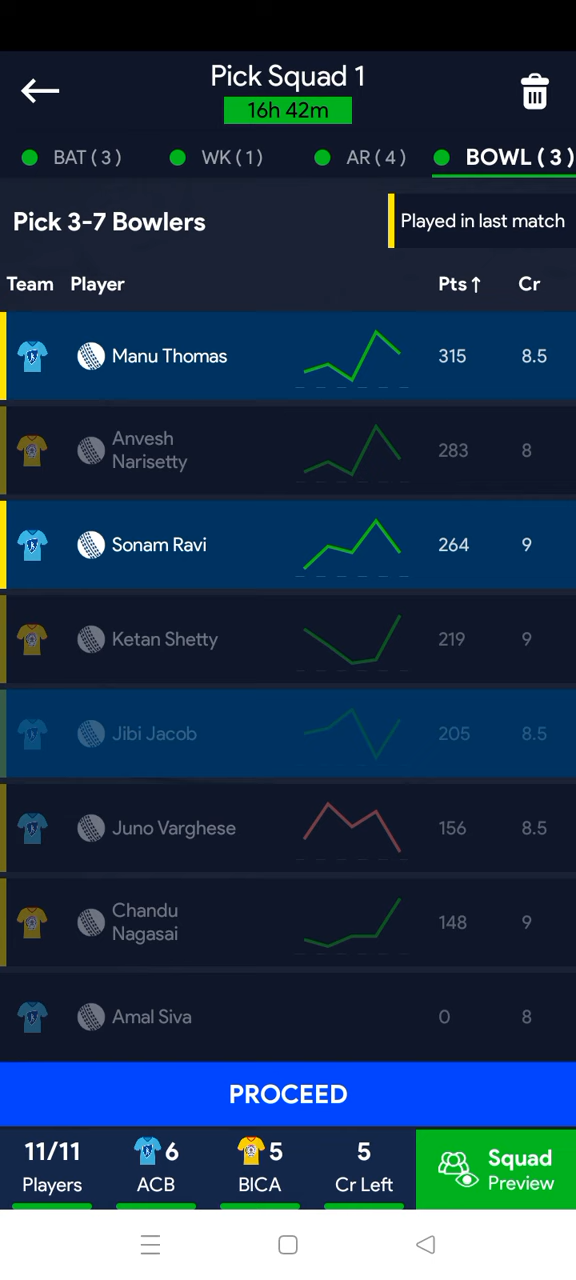 Pick Squad 1
16h 42m
BAT ( 3 ) WK ( 1 ) AR ( 4 ) BOWL ( 3 )
Pick 3-7 Bowlers
Played in last match
Team Player Pts↑ Cr
Manu Thomas 315 8.5
Anvesh
Narisetty 283 8
Sonam Ravi 264 9
Ketan Shetty 219 9
Jibi Jacob 205 8.5
Juno Varghese 156 8.5
Chandu
Nagasai 148 9
Amal Siva 0 8
PROCEED
11/11 6 5 5
Players ACB BICA Cr Left
Squad
Preview